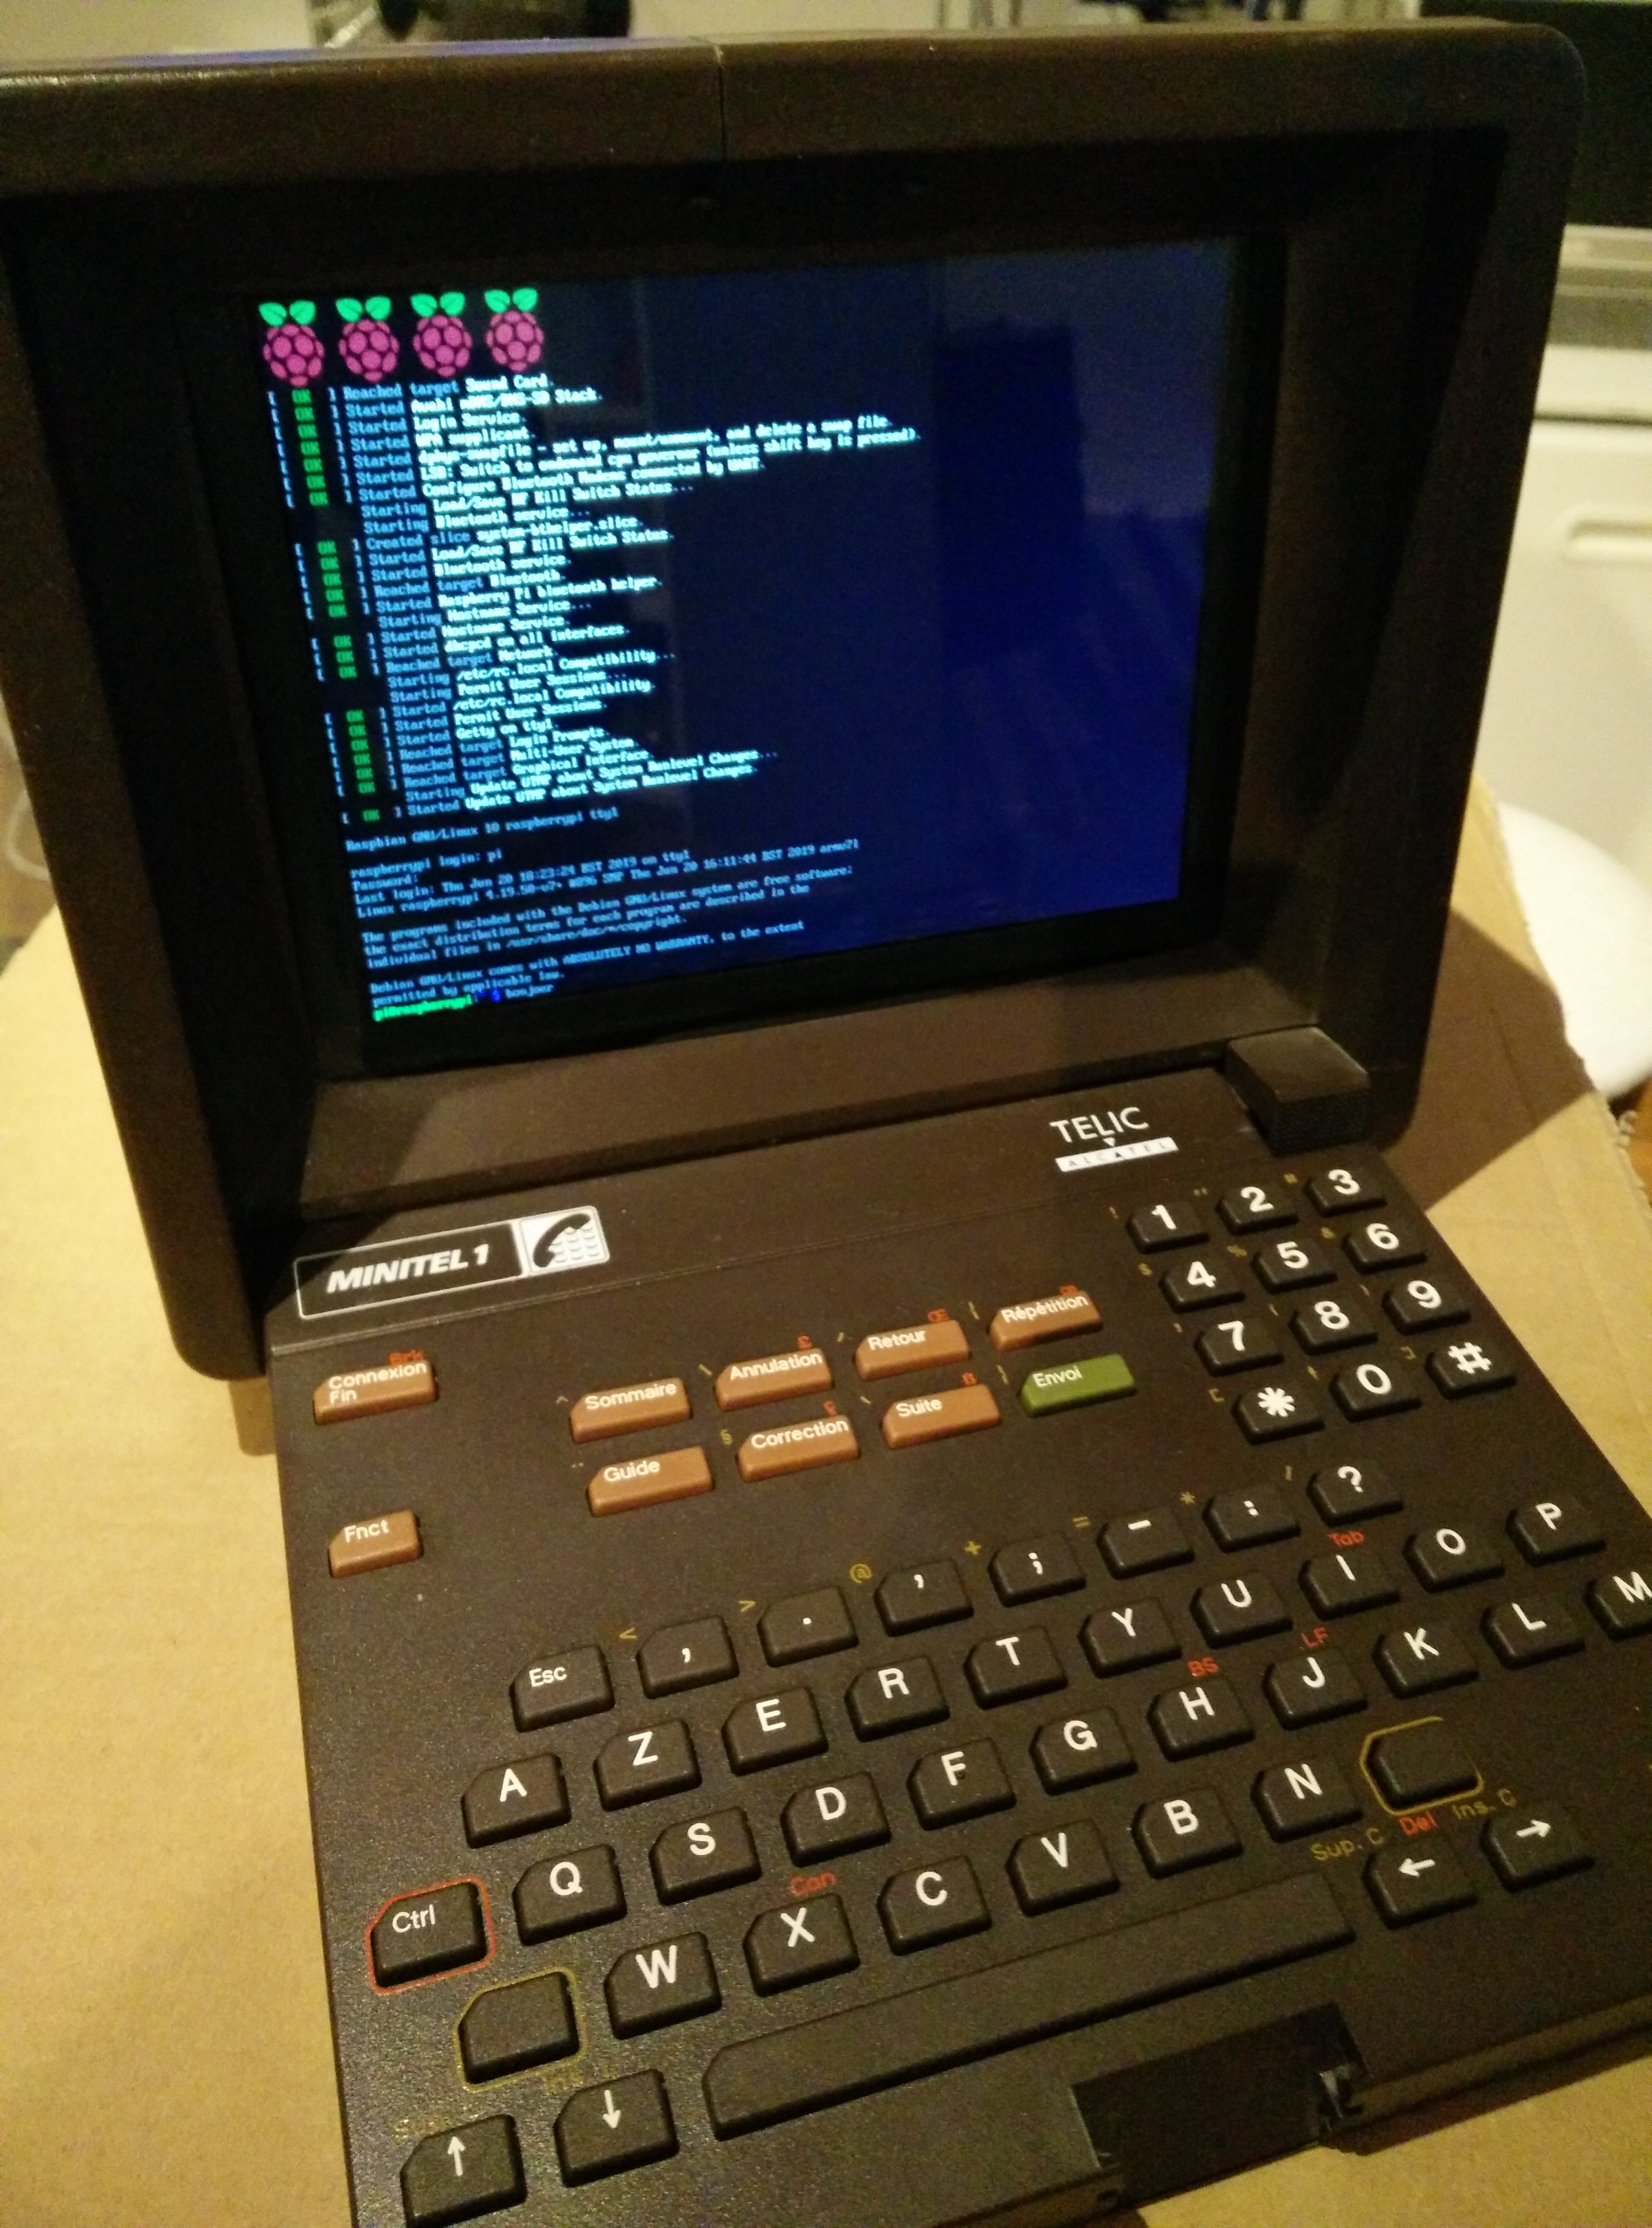 [ OK ] Reached target Sound Card.
[ OK ] Started Avahi mDNS/DNS-SD Stack.
[ OK ] Started Login Service.
[ OK ] Started WPA supplicant.
[ OK ] Started dphys-swapfile - set up, mount/unmount, and delete a swap file.
[ OK ] Started LSB: Switch to ondemand cpu governor (unless shift key is pressed).
[ OK ] Started Configure Bluetooth Modems connected by UART.
Starting Load/Save RF Kill Switch Status...
Starting Bluetooth service...
[ OK ] Created slice system-bthelper.slice.
[ OK ] Started Load/Save RF Kill Switch Status.
[ OK ] Started Bluetooth service.
[ OK ] Reached target Bluetooth.
[ OK ] Started Raspberry Pi bluetooth helper.
Starting Hostname Service...
[ OK ] Started Hostname Service.
[ OK ] Started dhcpcd on all interfaces.
[ OK ] Reached target Network.
Starting /etc/rc.local Compatibility...
Starting Permit User Sessions...
[ OK ] Started /etc/rc.local Compatibility.
[ OK ] Started Permit User Sessions.
[ OK ] Started Getty on tty1.
[ OK ] Reached target Login Prompts.
[ OK ] Reached target Multi-User System.
[ OK ] Reached target Graphical Interface.
Starting Update UTMP about System Runlevel Changes...
[ OK ] Started Update UTMP about System Runlevel Changes.
Raspbian GNU/Linux 10 raspberrypi tty1
raspberrypi login: pi
Password:
Last login: Thu Jun 20 18:23:24 BST 2019 on tty1
Linux raspberrypi 4.19.50-v7+ #896 SMP Thu Jun 20 16:11:44 BST 2019 armv7l
The programs included with the Debian GNU/Linux system are free software;
the exact distribution terms for each program are described in the
individual files in /usr/share/doc/*/copyright.
Debian GNU/Linux comes with ABSOLUTELY NO WARRANTY, to the extent
permitted by applicable law.
pi@raspberrypi:~ $ bonjour
TELIC
ALCATEL
MINITEL 1
1 2 3
4 5 6
7 8 9
* 0 #
Brk
Connexion
Fin
Sommaire Annulation Retour Répétition
Guide Correction Suite Envoi
Fnct
< > @ + = * /
Esc , . ' ; - : ?
Tab
A Z E R T Y U I O P
BS LF
Ctrl Q S D F G H J K L M
Can
W X C V B N
Sup. C Del Ins. C
← →
↑ ↓